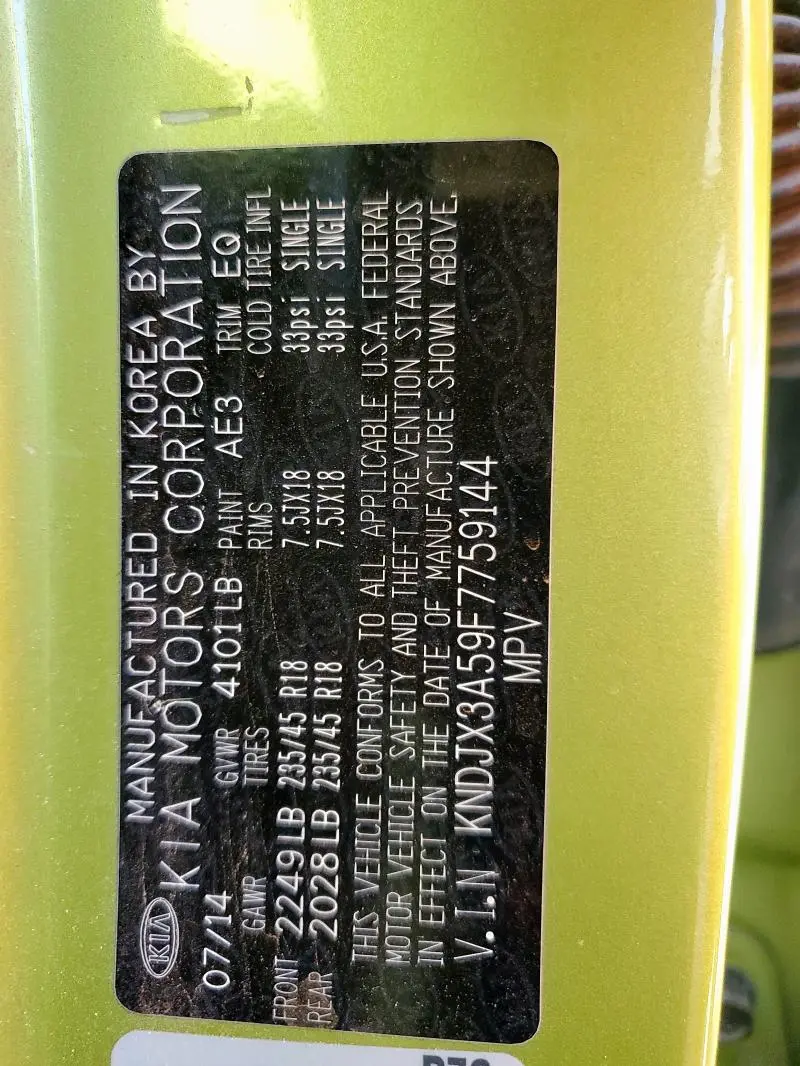 KIA
MANUFACTURED IN KOREA BY
KIA MOTORS CORPORATION
07/14 GVWR 4101LB PAINT AE3 TRIM EQ
GAWR TIRES RIMS COLD TIRE INFL
FRONT 2249LB 235/45 R18 7.5JX18 33psi SINGLE
REAR 2028LB 235/45 R18 7.5JX18 33psi SINGLE
THIS VEHICLE CONFORMS TO ALL APPLICABLE U.S.A. FEDERAL
MOTOR VEHICLE SAFETY AND THEFT PREVENTION STANDARDS
IN EFFECT ON THE DATE OF MANUFACTURE SHOWN ABOVE.
V.I.N KNDJX3A59F7759144
MPV